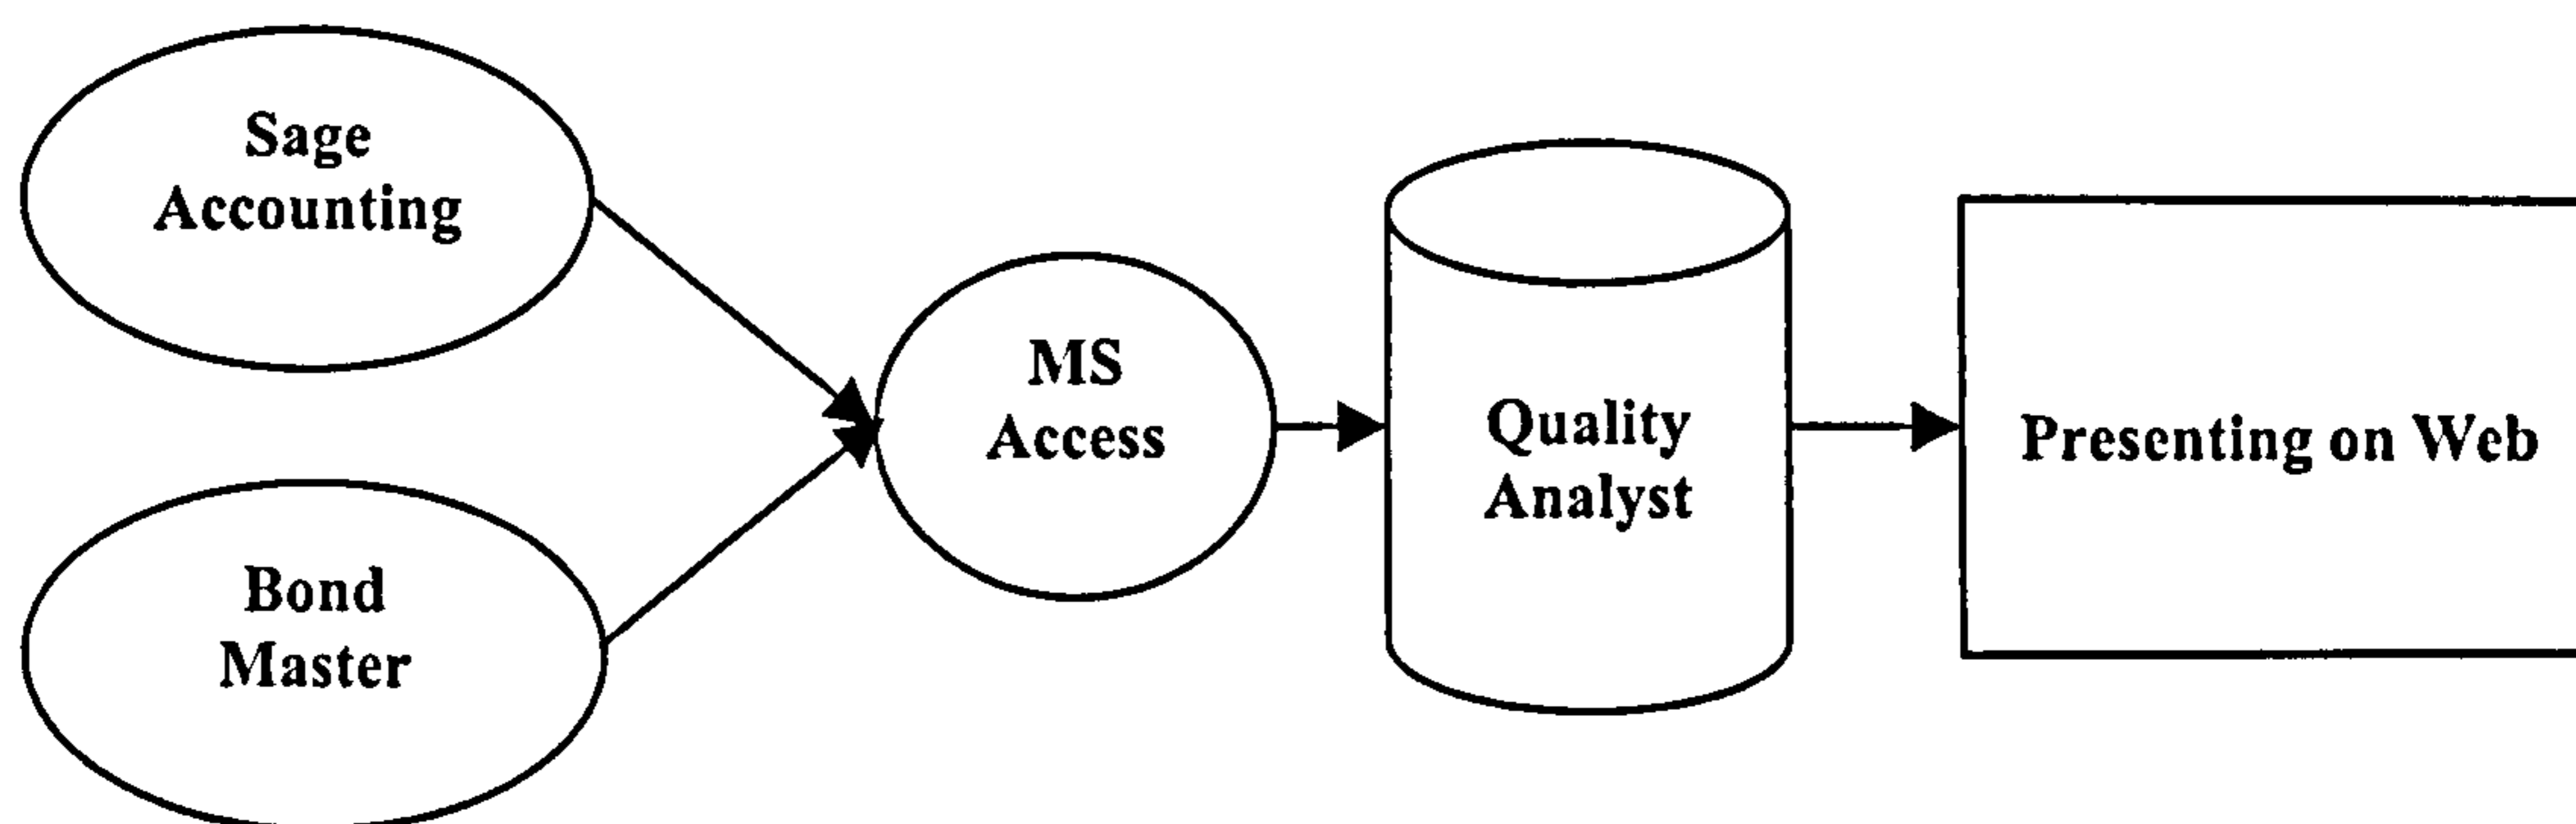 Sage
Accounting
Bond
Master
MS
Access
Quality
Analyst
Presenting on Web